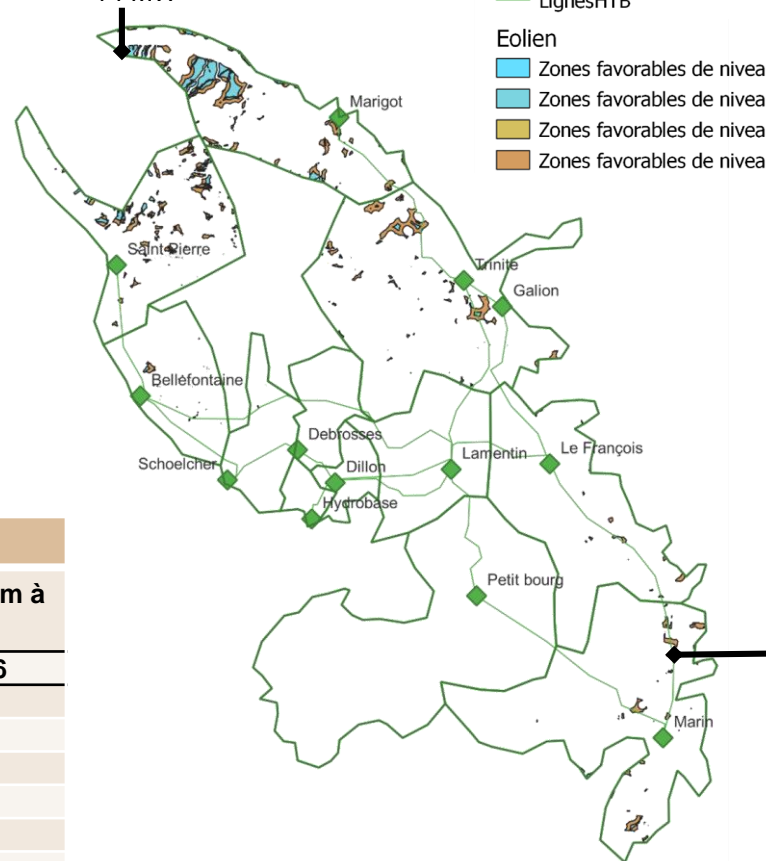 LignesHTB
Eolien
Zones favorables de nivea
Zones favorables de nivea
Zones favorables de nivea
Zones favorables de nivea
Marigot
Saint-Pierre
Trinité
Galion
Bellefontaine
Debrosses
Schoelcher
Dillon
Lamentin
Le François
Hydrobase
Petit bourg
Marin
m à
6